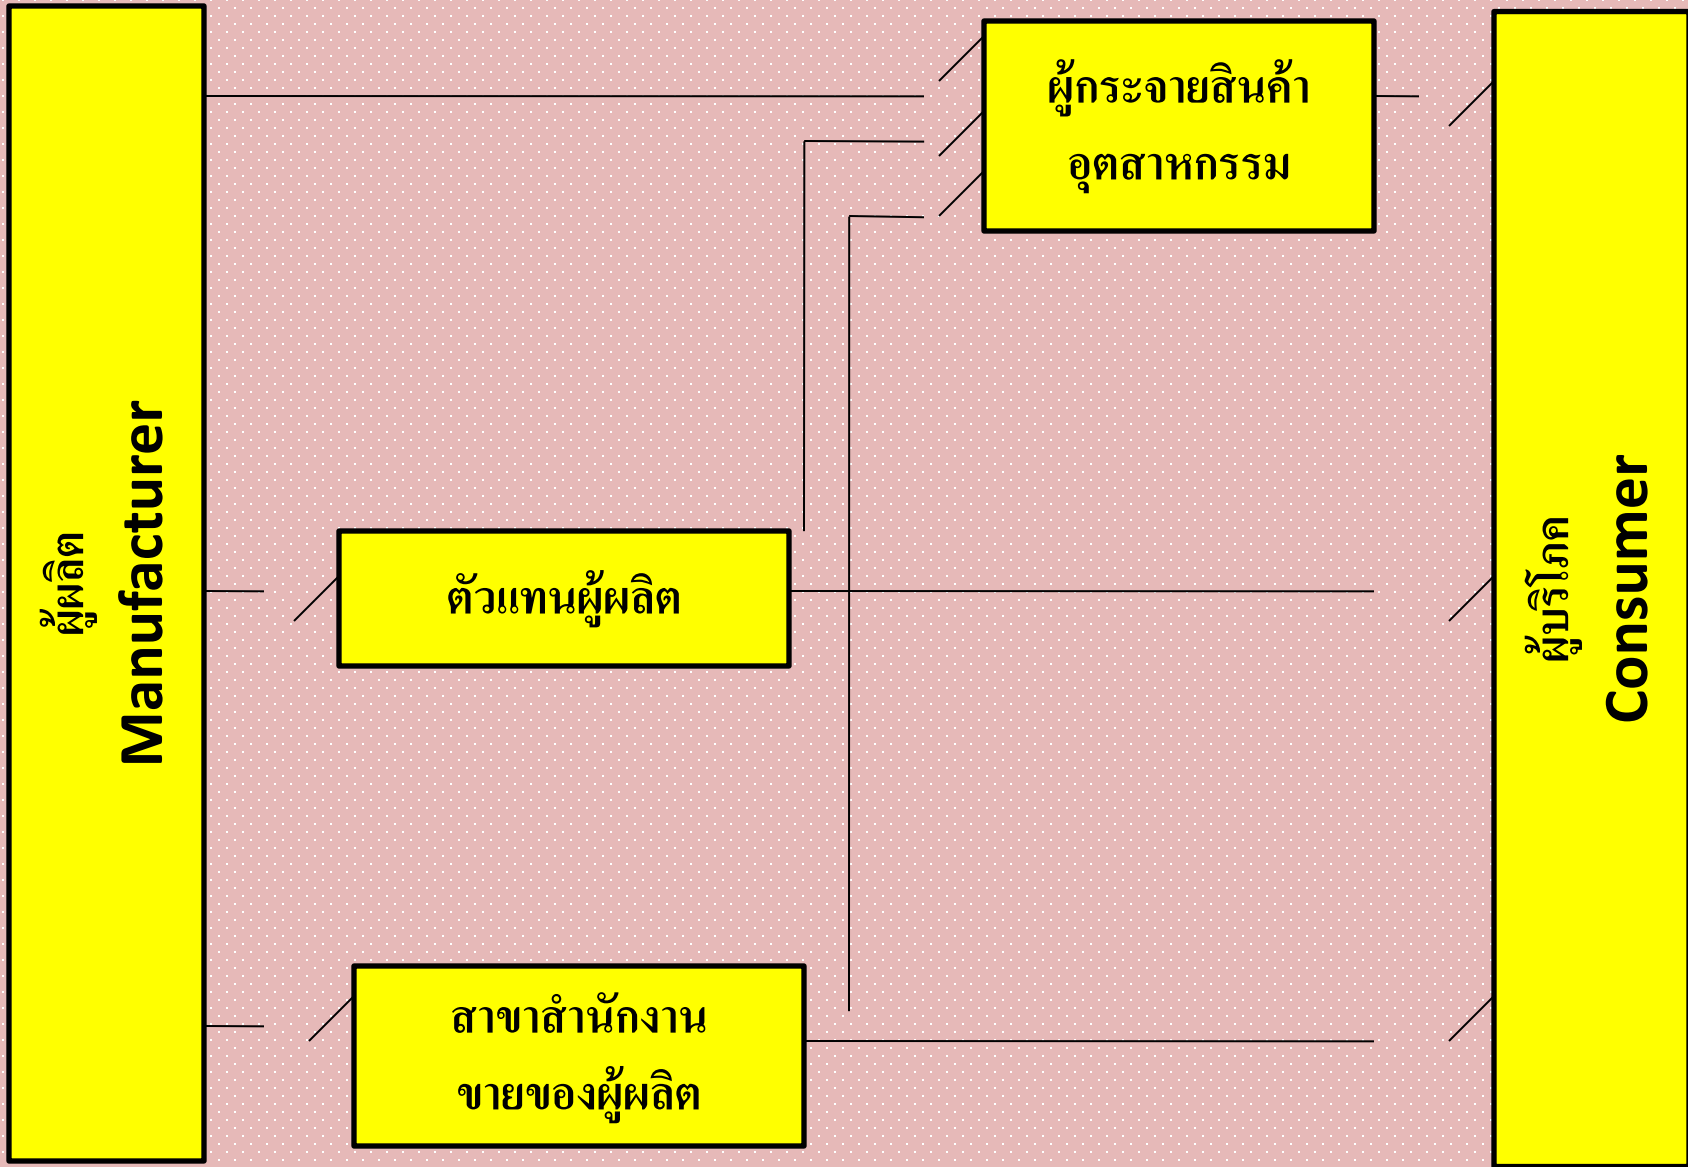 ผู้ผลิต
Manufacturer
ผู้กระจายสินค้า
อุตสาหกรรม
ตัวแทนผู้ผลิต
สาขาสำนักงาน
ขายของผู้ผลิต
ผู้บริโภค
Consumer